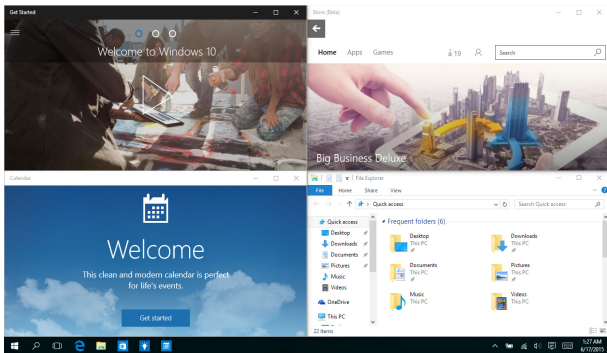 Get Started
Welcome to Windows 10
Store (Beta)
Home Apps Games 19 Search
Big Business Deluxe
Calendar
Welcome
This clean and modern calendar is perfect
for life's events.
Get started
File Explorer
File Home Share View
Quick access Search Quick access
Quick access
Desktop
Downloads
Documents
Pictures
Music
Videos
OneDrive
This PC
Frequent folders (6)
Desktop
This PC
Downloads
This PC
Documents
This PC
Pictures
This PC
Music
This PC
Videos
This PC
22 items
5:27 AM
6/17/2015